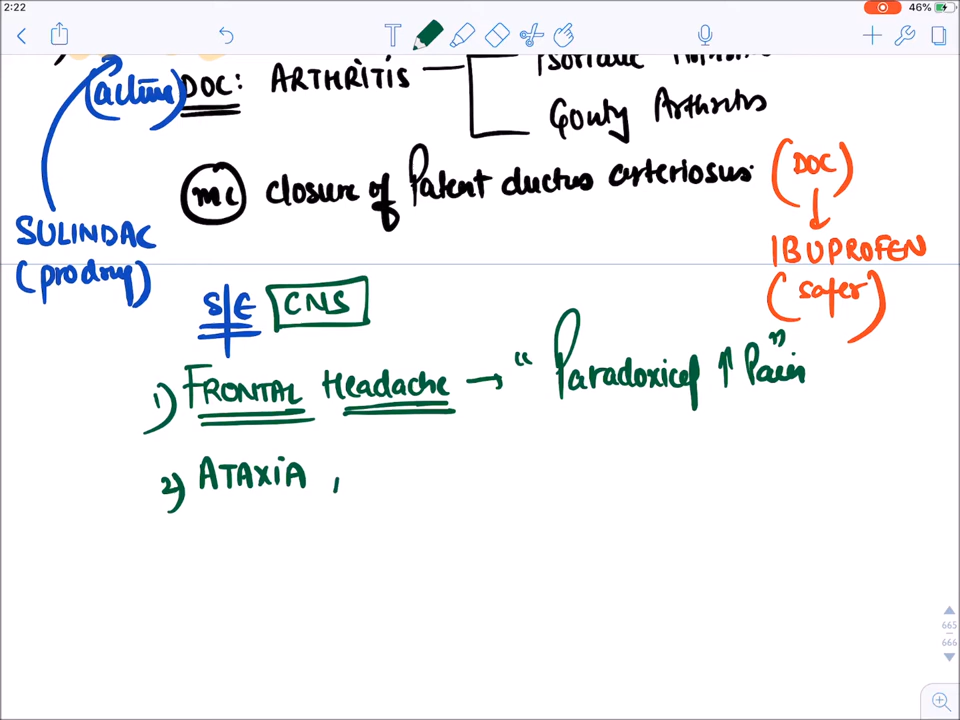 2:22
46%
T
(active) DOC: ARTHRITIS
Gouty Arthritis
(mc) closure of Patent ductus arteriosus. (DOC)
SULINDAC
(prodrug)
IBUPROFEN
(safer)
S/E CNS
1) FRONTAL Headache → "Paradoxical ↑ Pain"
2) ATAXIA ,
665
666